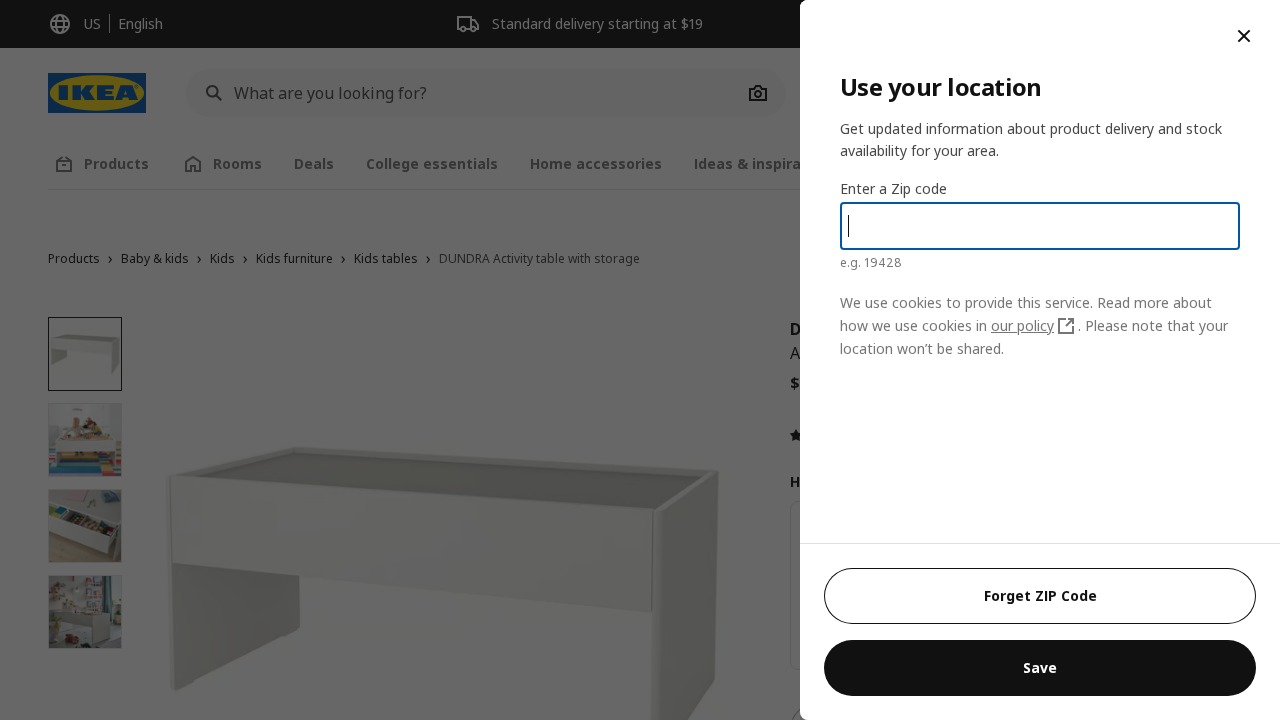 US
English
Standard delivery starting at $19
IKEA
What are you looking for?
Products
Rooms
Deals
College essentials
Home accessories
Ideas & inspira
Products › Baby & kids › Kids › Kids furniture › Kids tables › DUNDRA Activity table with storage
D
A
$
H
Use your location
Get updated information about product delivery and stock
availability for your area.
Enter a Zip code
e.g. 19428
We use cookies to provide this service. Read more about
how we use cookies in our policy . Please note that your
location won’t be shared.
Forget ZIP Code
Save